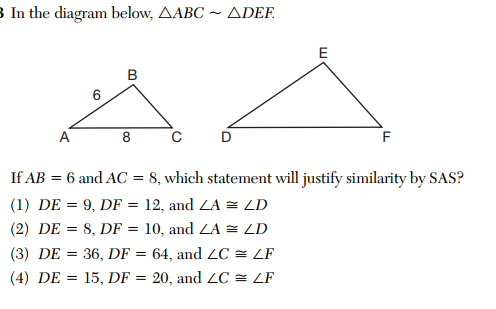 3 In the diagram below, △ABC ~ △DEF.
E
B
6
A
8
C
D
F
If AB = 6 and AC = 8, which statement will justify similarity by SAS?
(1) DE = 9, DF = 12, and ∠A ≅ ∠D
(2) DE = 8, DF = 10, and ∠A ≅ ∠D
(3) DE = 36, DF = 64, and ∠C ≅ ∠F
(4) DE = 15, DF = 20, and ∠C ≅ ∠F